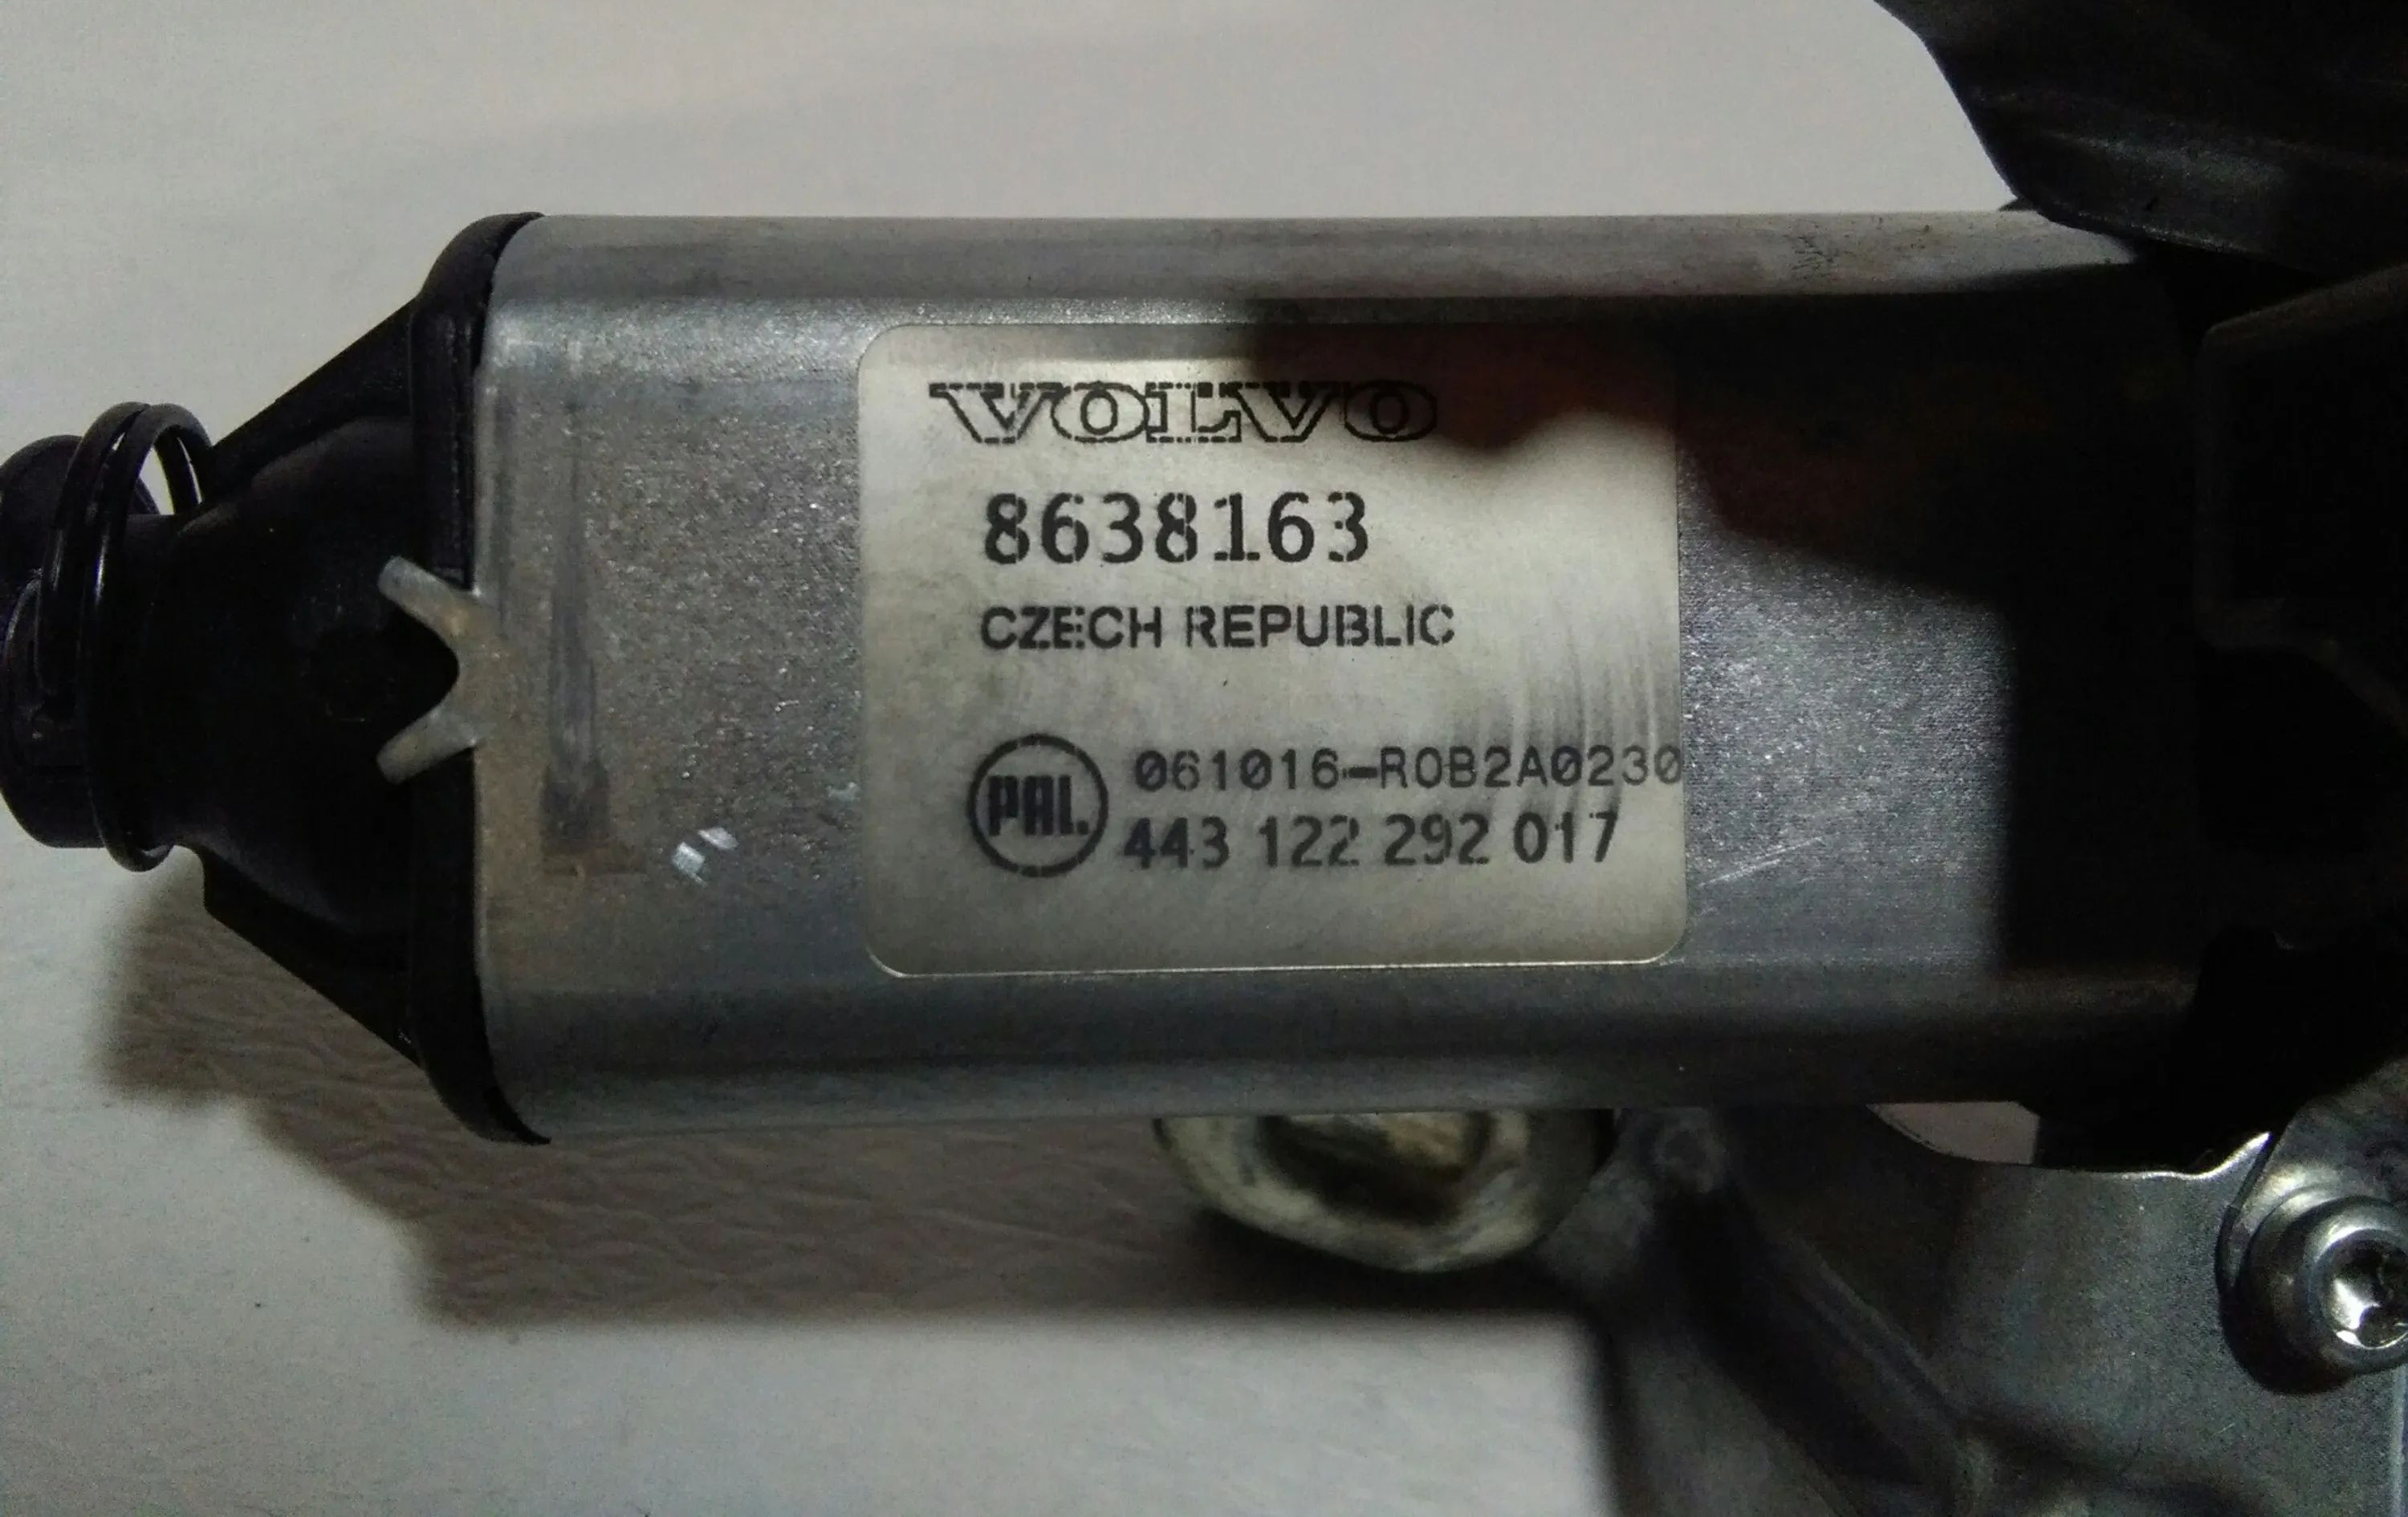 VOLVO
8638163
CZECH REPUBLIC
PAL.
061016-R0B2A0230
443 122 292 017